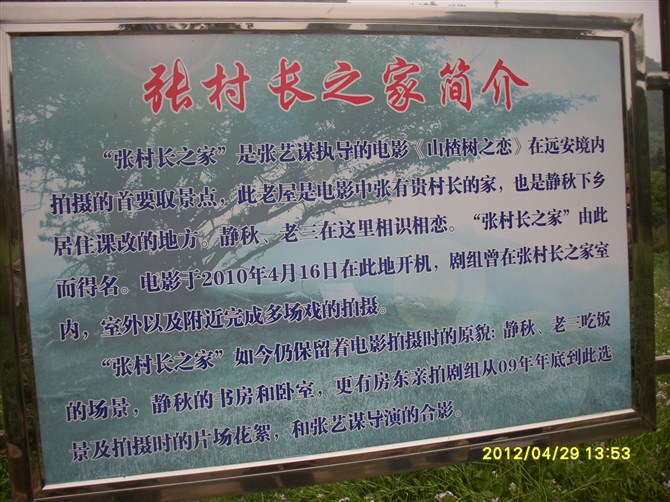 张村长之家简介
“张村长之家”是张艺谋执导的电影《山楂树之恋》在远安境内
拍摄的首要取景点，此老屋是电影中张有贵村长的家，也是静秋下乡
居住课改的地方。静秋、老三在这里相识相恋。“张村长之家”由此
而得名。电影于2010年4月16日在此地开机，剧组曾在张村长之家室
内，室外以及附近完成多场戏的拍摄。
“张村长之家”如今仍保留着电影拍摄时的原貌：静秋、老三吃饭
的场景，静秋的书房和卧室，更有房东亲拍剧组从09年年底到此选
景及拍摄时的片场花絮，和张艺谋导演的合影。
2012/04/29 13:53